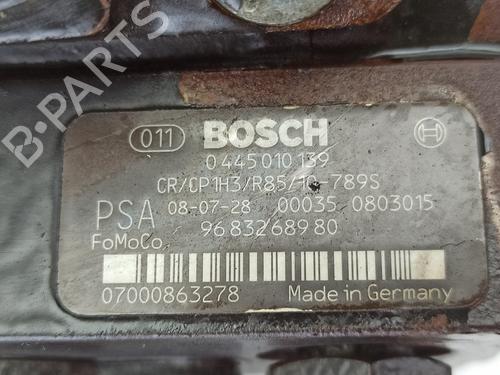 B-PARTS
011 BOSCH
0 445 010 139
CR/CP1H3/R85/10-789S
PSA 08-07-28 00035 0803015
FoMoCo 96 832 689 80
07000863278 Made in Germany